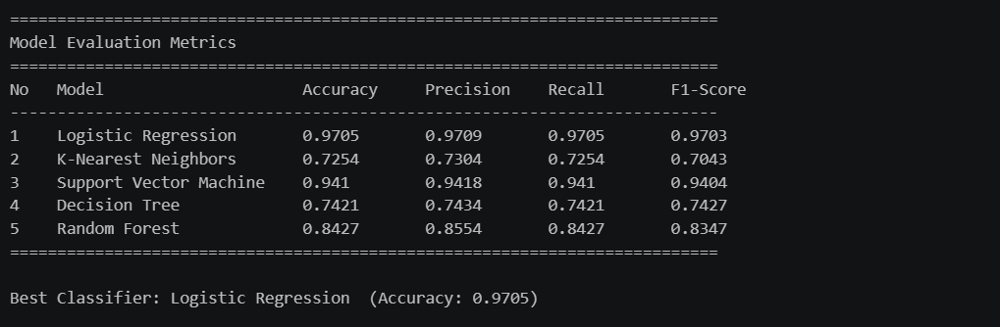 ===========================================================================
Model Evaluation Metrics
===========================================================================
No   Model                     Accuracy     Precision    Recall       F1-Score
---------------------------------------------------------------------------
1    Logistic Regression       0.9705       0.9709       0.9705       0.9703
2    K-Nearest Neighbors       0.7254       0.7304       0.7254       0.7043
3    Support Vector Machine    0.941        0.9418       0.941        0.9404
4    Decision Tree             0.7421       0.7434       0.7421       0.7427
5    Random Forest             0.8427       0.8554       0.8427       0.8347
===========================================================================
Best Classifier: Logistic Regression  (Accuracy: 0.9705)